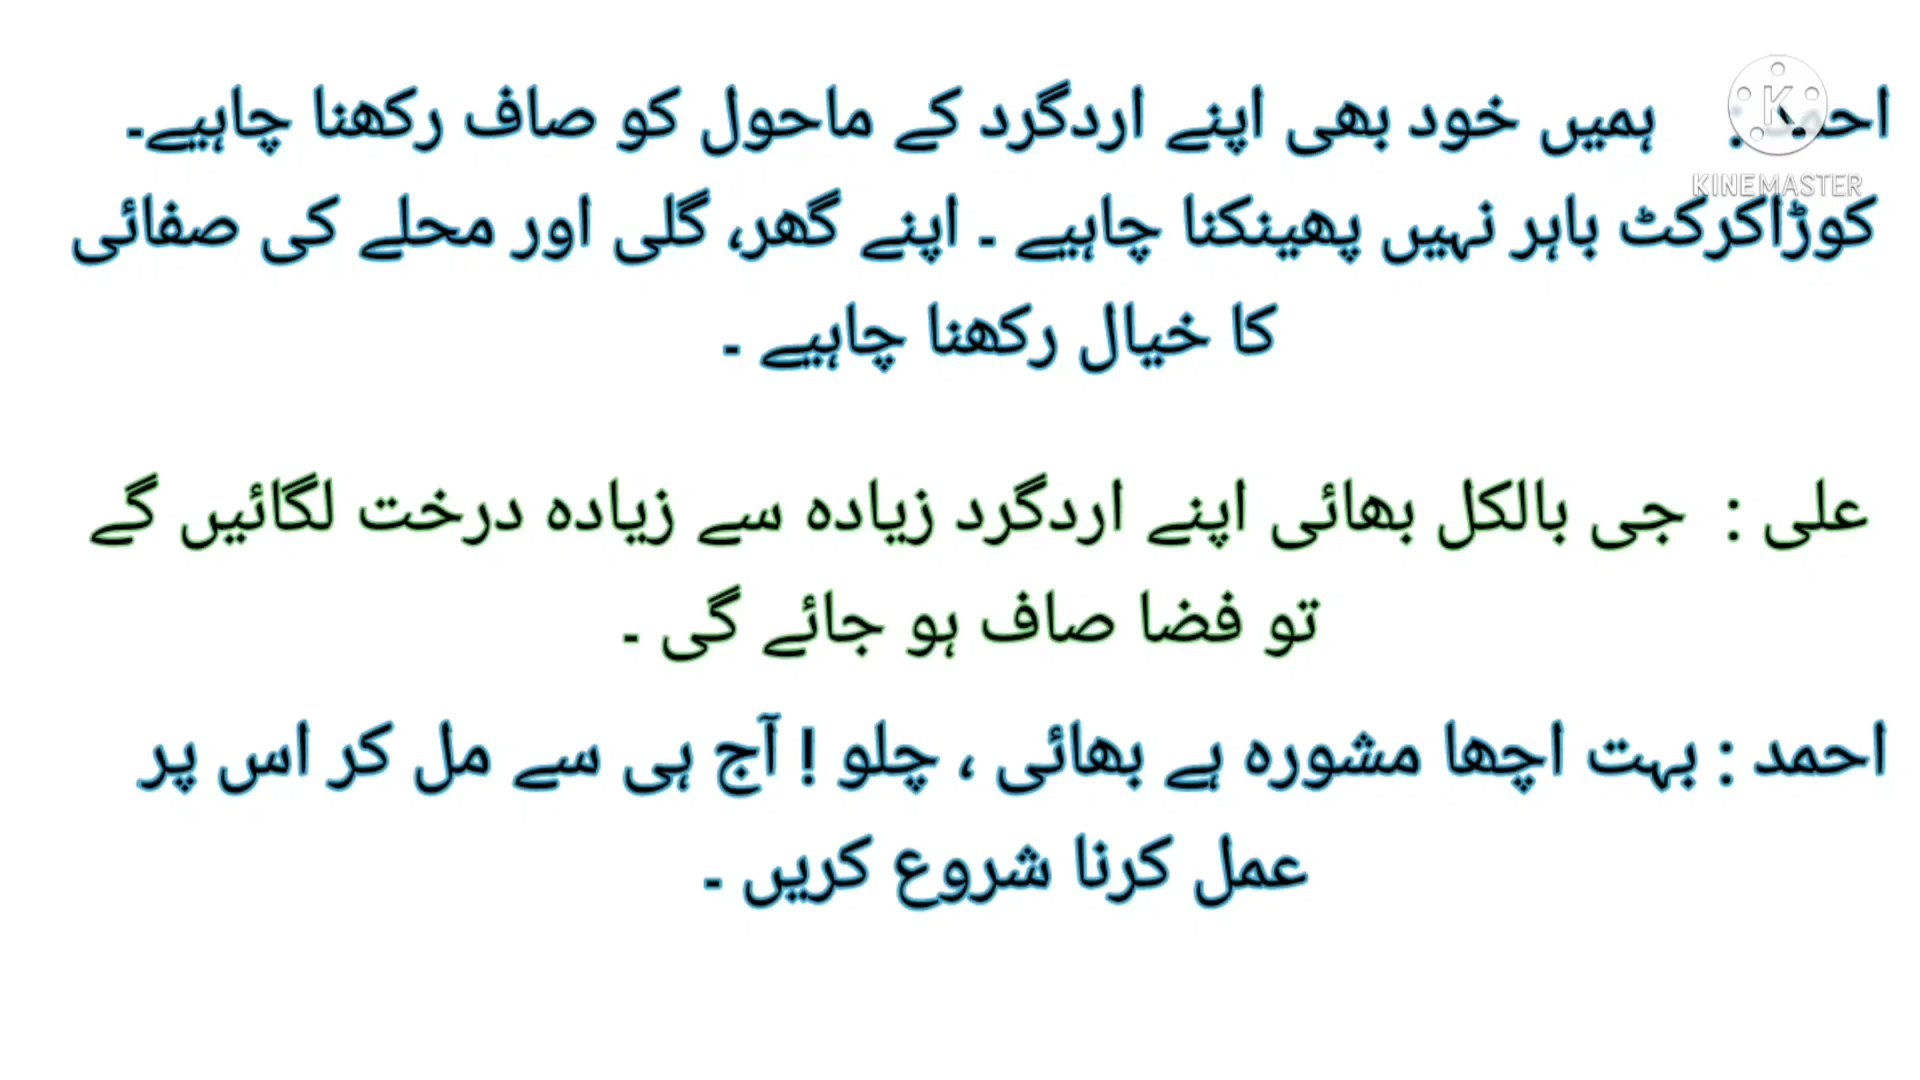 احمد : ہمیں خود بھی اپنے اردگرد کے ماحول کو صاف رکھنا چاہیے۔
KINEMASTER
کوڑاکرکٹ باہر نہیں پھینکنا چاہیے ۔ اپنے گھر، گلی اور محلے کی صفائی
کا خیال رکھنا چاہیے ۔
علی : جی بالکل بھائی اپنے اردگرد زیادہ سے زیادہ درخت لگائیں گے
تو فضا صاف ہو جائے گی ۔
احمد : بہت اچھا مشورہ ہے بھائی ، چلو ! آج ہی سے مل کر اس پر
عمل کرنا شروع کریں ۔